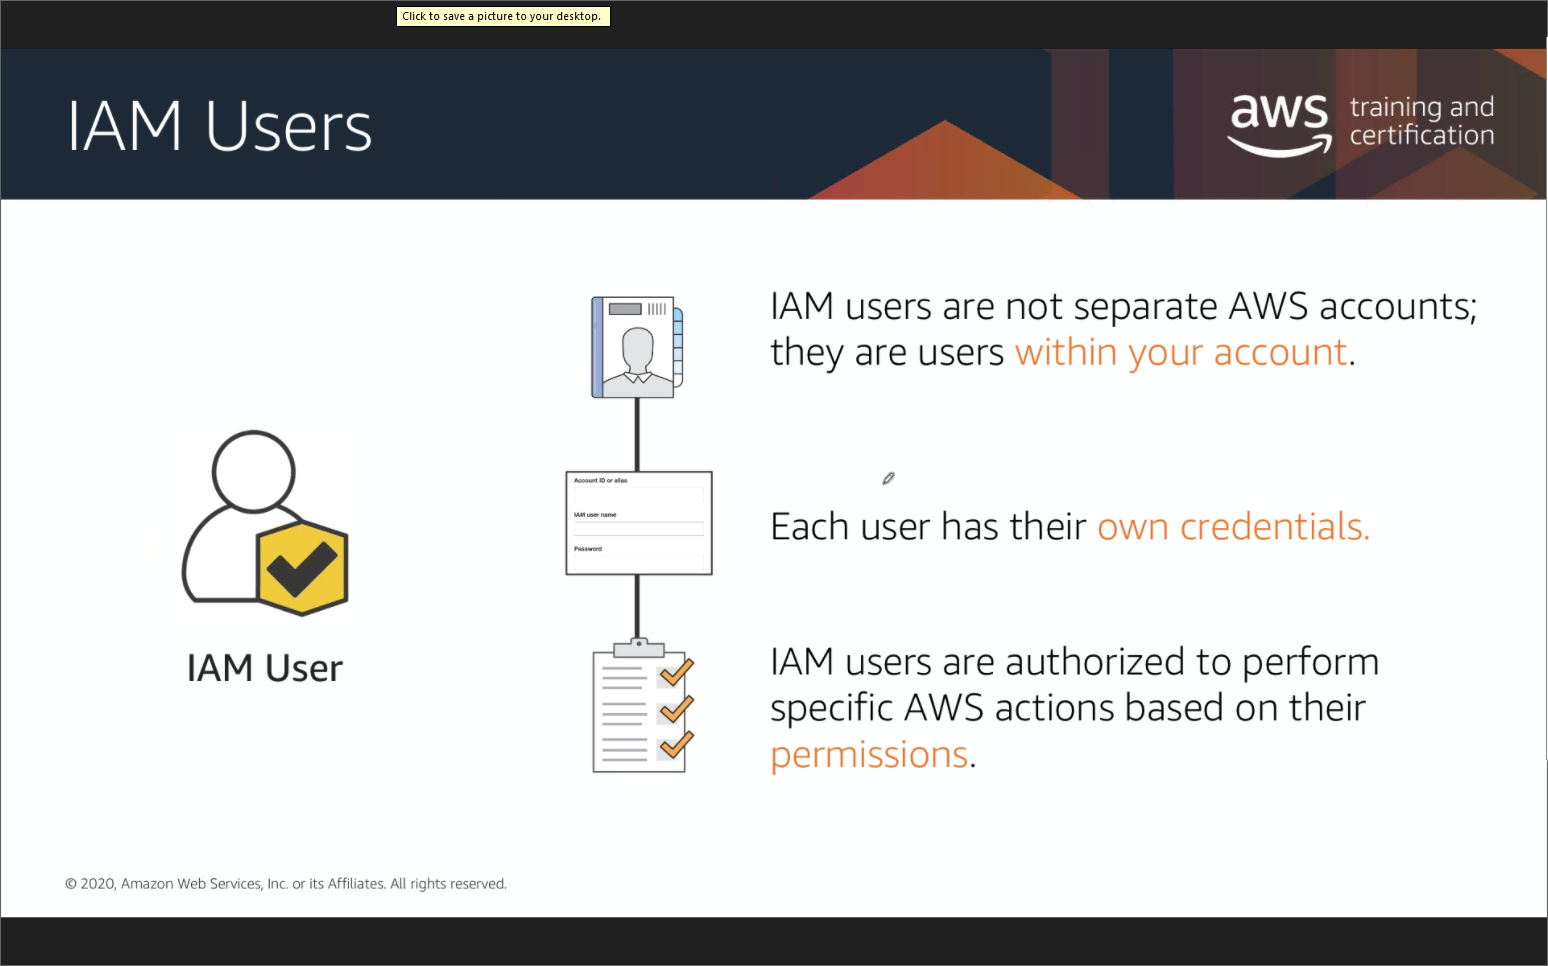 Click to save a picture to your desktop.
IAM Users
aws training and
certification
IAM users are not separate AWS accounts;
they are users within your account.
Account ID or alias
IAM user name
Password
Each user has their own credentials.
IAM User
IAM users are authorized to perform
specific AWS actions based on their
permissions.
© 2020, Amazon Web Services, Inc. or its Affiliates. All rights reserved.